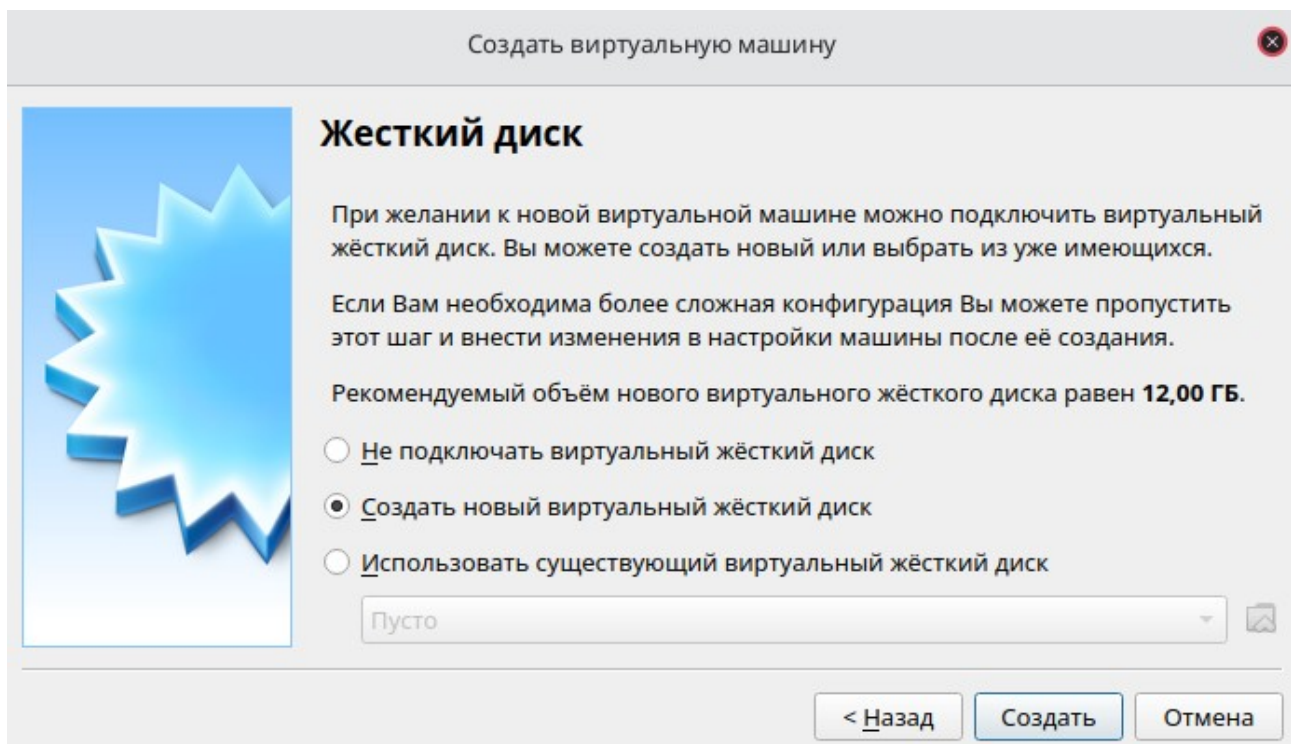 Создать виртуальную машину
Жесткий диск
При желании к новой виртуальной машине можно подключить виртуальный
жёсткий диск. Вы можете создать новый или выбрать из уже имеющихся.
Если Вам необходима более сложная конфигурация Вы можете пропустить
этот шаг и внести изменения в настройки машины после её создания.
Рекомендуемый объём нового виртуального жёсткого диска равен 12,00 ГБ.
Не подключать виртуальный жёсткий диск
Создать новый виртуальный жёсткий диск
Использовать существующий виртуальный жёсткий диск
Пусто
< Назад
Создать
Отмена